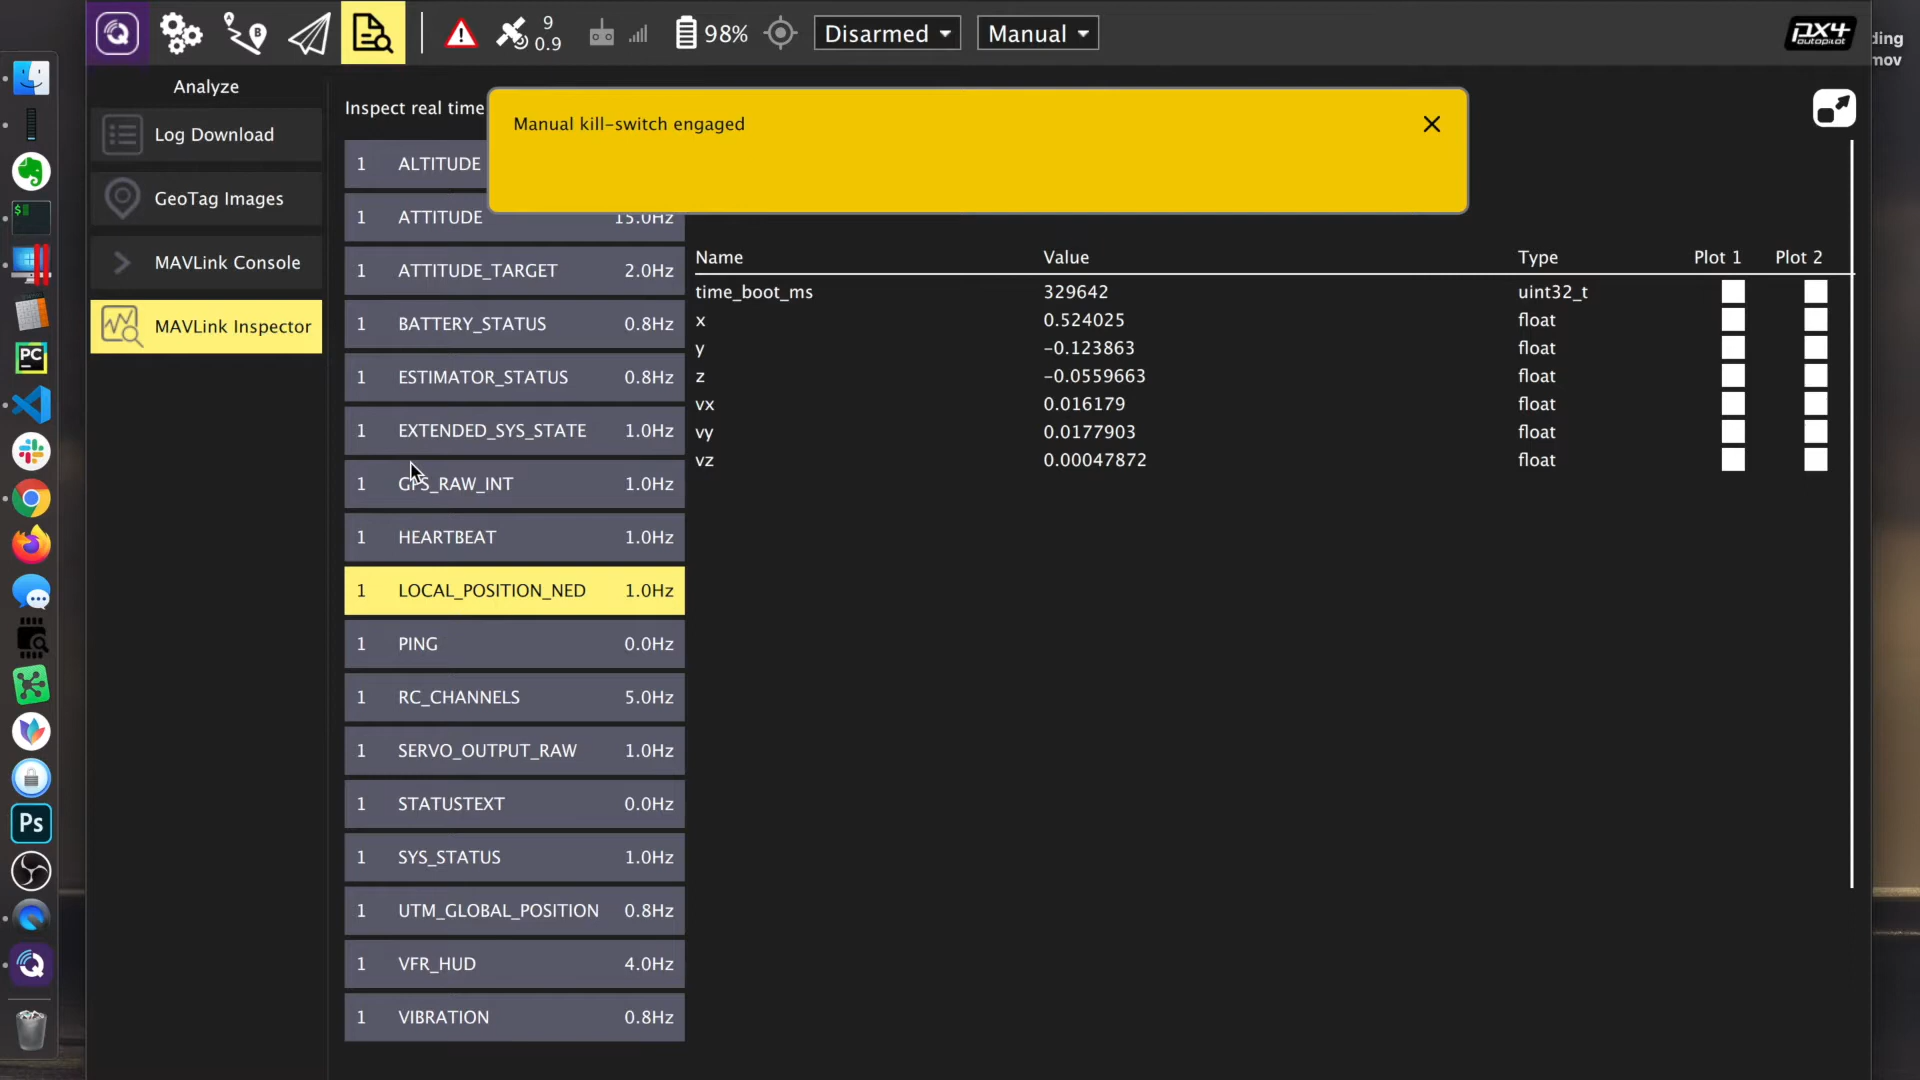 9
0.9
98%
Disarmed
Manual
px4
autopilot
ding
mov
Analyze
Log Download
GeoTag Images
MAVLink Console
MAVLink Inspector
Inspect real time
Manual kill-switch engaged
1 ALTITUDE
1 ATTITUDE 15.0Hz
1 ATTITUDE_TARGET 2.0Hz
1 BATTERY_STATUS 0.8Hz
1 ESTIMATOR_STATUS 0.8Hz
1 EXTENDED_SYS_STATE 1.0Hz
1 GPS_RAW_INT 1.0Hz
1 HEARTBEAT 1.0Hz
1 LOCAL_POSITION_NED 1.0Hz
1 PING 0.0Hz
1 RC_CHANNELS 5.0Hz
1 SERVO_OUTPUT_RAW 1.0Hz
1 STATUSTEXT 0.0Hz
1 SYS_STATUS 1.0Hz
1 UTM_GLOBAL_POSITION 0.8Hz
1 VFR_HUD 4.0Hz
1 VIBRATION 0.8Hz
Name Value Type Plot 1 Plot 2
time_boot_ms 329642 uint32_t
x 0.524025 float
y -0.123863 float
z -0.0559663 float
vx 0.016179 float
vy 0.0177903 float
vz 0.00047872 float
$
PC
Ps